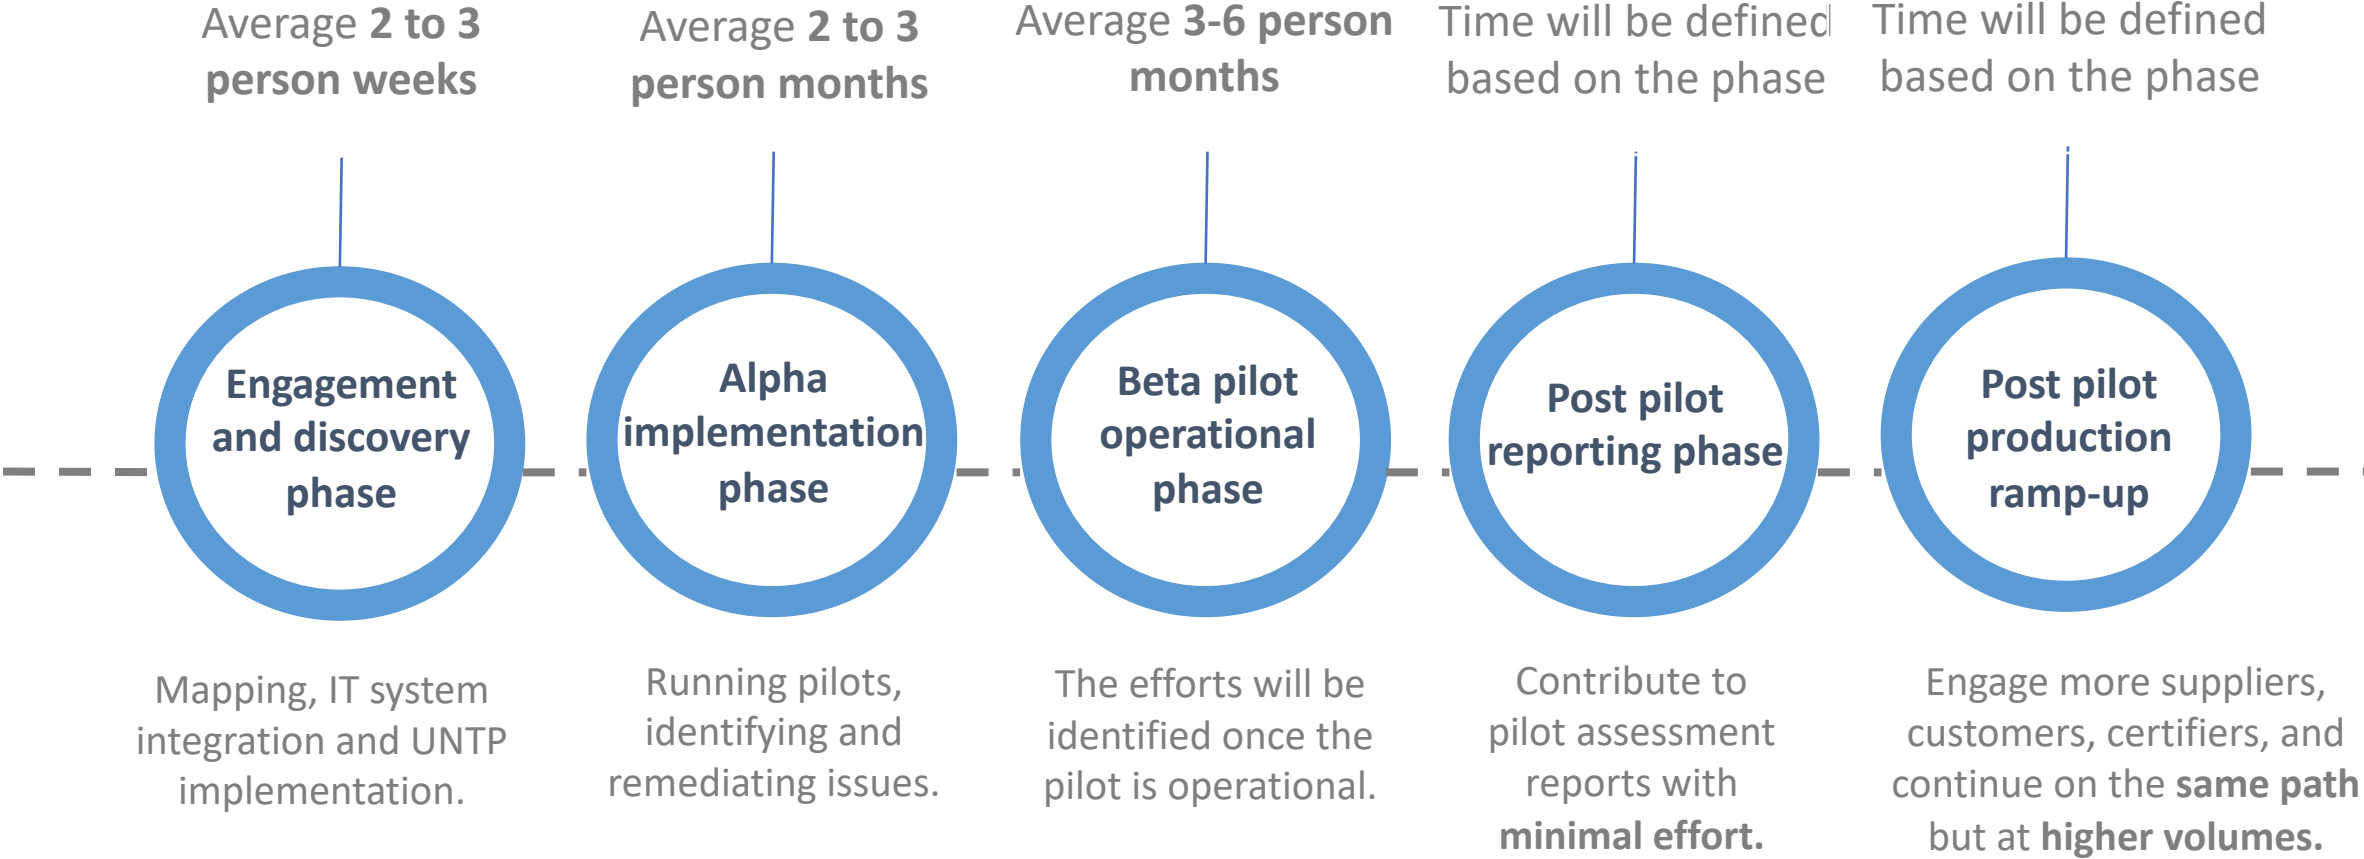 Average 2 to 3
person weeks
Average 2 to 3
person months
Average 3-6 person
months
Time will be defined
based on the phase
Time will be defined
based on the phase
Engagement
and discovery
phase
Alpha
implementation
phase
Beta pilot
operational
phase
Post pilot
reporting phase
Post pilot
production
ramp-up
Mapping, IT system
integration and UNTP
implementation.
Running pilots,
identifying and
remediating issues.
The efforts will be
identified once the
pilot is operational.
Contribute to
pilot assessment
reports with
minimal effort.
Engage more suppliers,
customers, certifiers, and
continue on the same path
but at higher volumes.